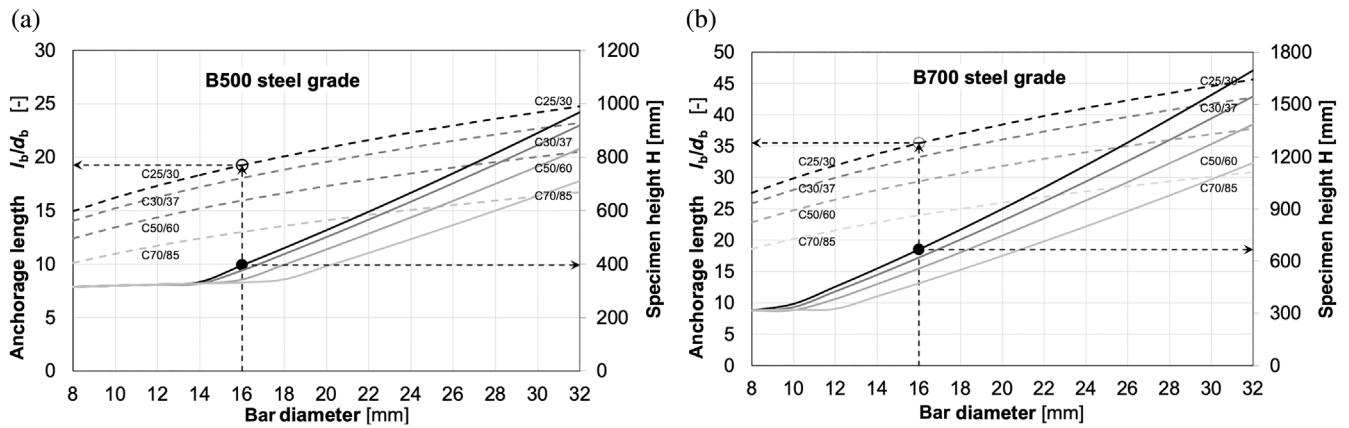 (a)
B500 steel grade
Anchorage length l_b/d_b [-]
30
25
20
15
10
5
0
C25/30
C30/37
C50/60
C70/85
C25/30
C30/37
C50/60
C70/85
1200
1000
800
600
400
200
0
Specimen height H [mm]
8 10 12 14 16 18 20 22 24 26 28 30 32
Bar diameter [mm]
(b)
B700 steel grade
Anchorage length l_b/d_b [-]
50
45
40
35
30
25
20
15
10
5
0
C25/30
C30/37
C50/60
C70/85
C25/30
C30/37
C50/60
C70/85
1800
1500
1200
900
600
300
0
Specimen height H [mm]
8 10 12 14 16 18 20 22 24 26 28 30 32
Bar diameter [mm]